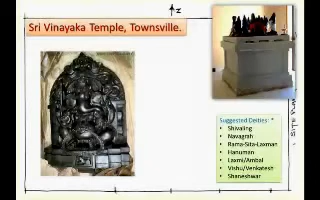 Sri Vinayaka Temple, Townsville.
Z
Suggested Deities: *
Shivaling
Navagrah
Rama-Sita-Laxman
Hanuman
Laxmi/Ambal
Vishu/Venkatesh
Shaneshwar